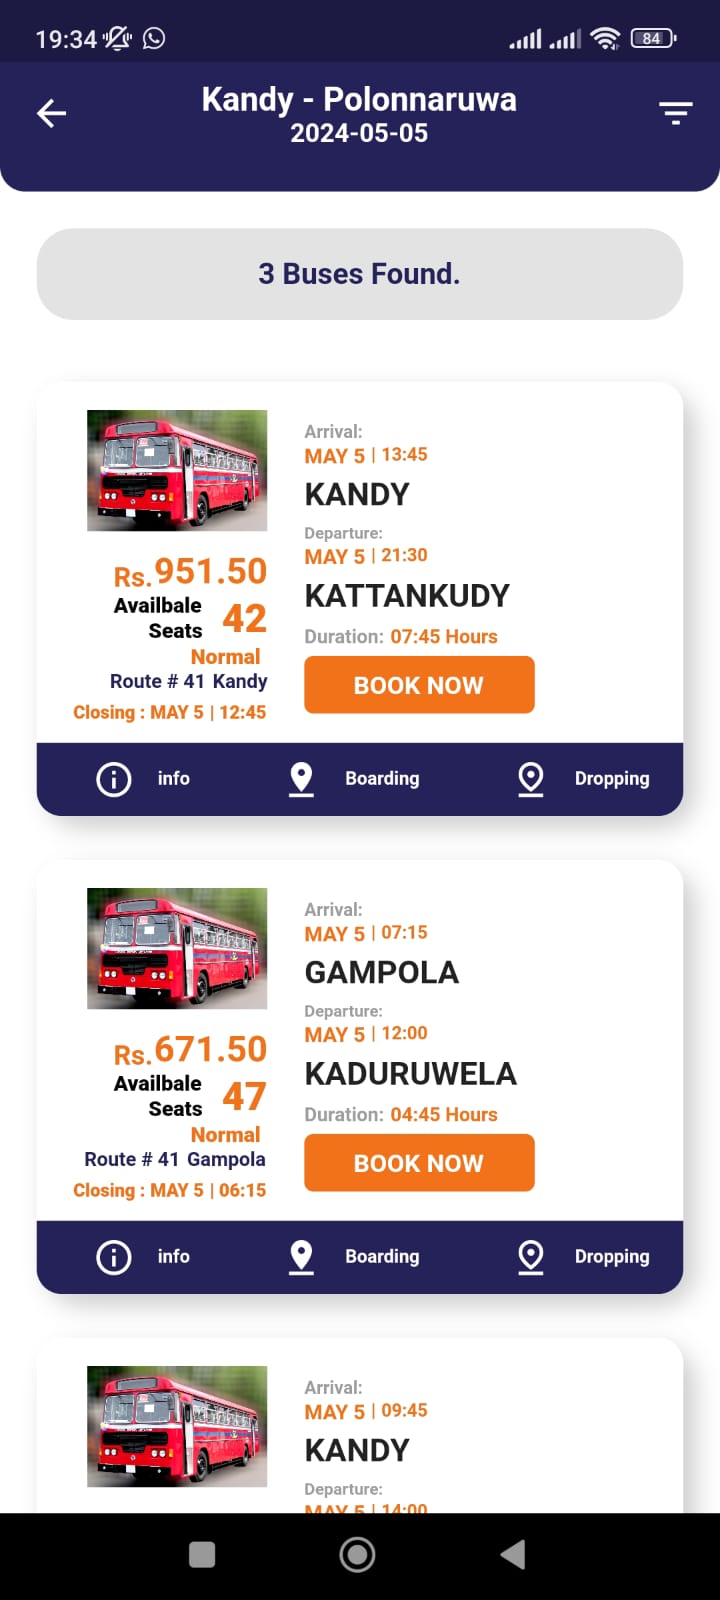 19:34
84
Kandy - Polonnaruwa
2024-05-05
3 Buses Found.
Arrival:
MAY 5 | 13:45
KANDY
Departure:
MAY 5 | 21:30
KATTANKUDY
Duration: 07:45 Hours
BOOK NOW
Rs.951.50
Availbale
Seats 42
Normal
Route # 41 Kandy
Closing : MAY 5 | 12:45
info Boarding Dropping
Arrival:
MAY 5 | 07:15
GAMPOLA
Departure:
MAY 5 | 12:00
KADURUWELA
Duration: 04:45 Hours
BOOK NOW
Rs.671.50
Availbale
Seats 47
Normal
Route # 41 Gampola
Closing : MAY 5 | 06:15
info Boarding Dropping
Arrival:
MAY 5 | 09:45
KANDY
Departure:
MAY 5 | 14:00